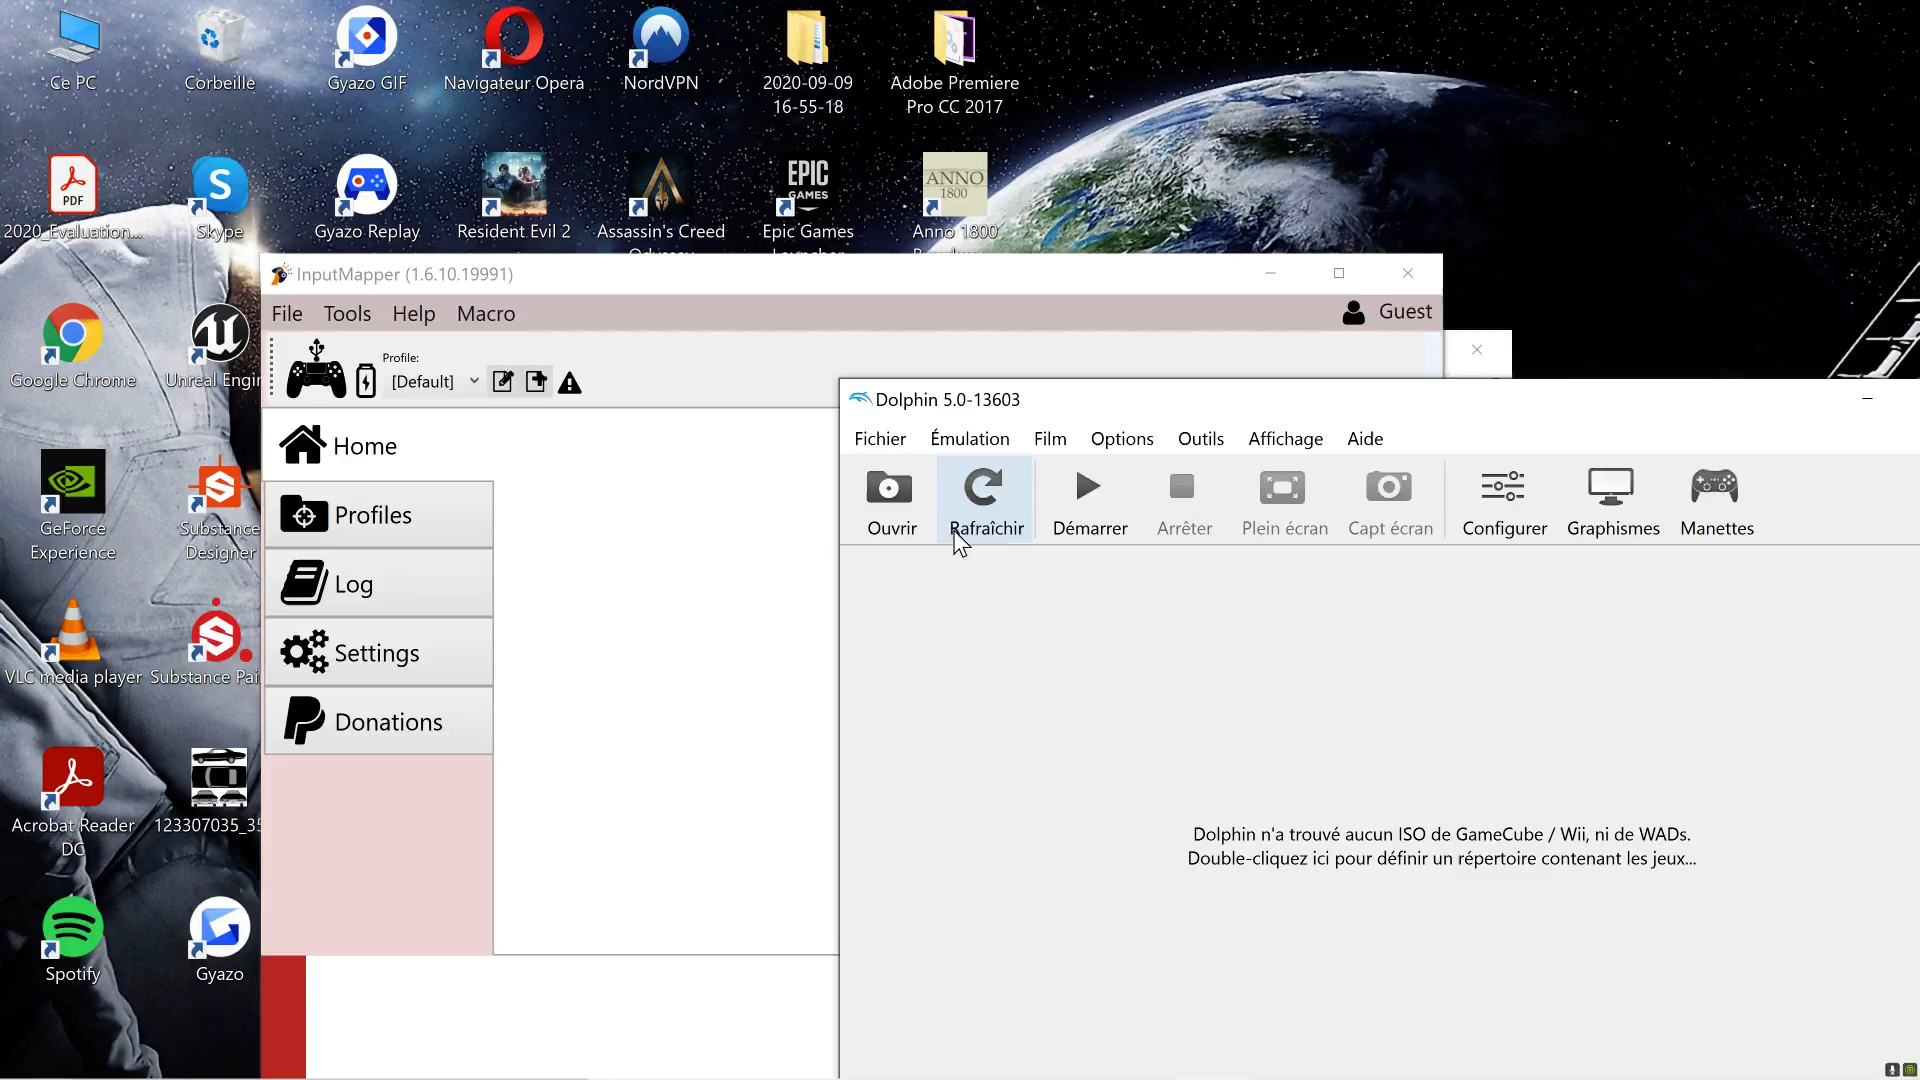 Ce PC
Corbeille
Gyazo GIF
Navigateur Opera
NordVPN
2020-09-09
16-55-18
Adobe Premiere
Pro CC 2017
PDF
2020_Evaluation...
Skype
Gyazo Replay
Resident Evil 2
Assassin's Creed
Odyssey
EPIC
GAMES
Epic Games
Launcher
ANNO
1800
Anno 1800
InputMapper (1.6.10.19991)
File
Tools
Help
Macro
Guest
Profile:
[Default]
Google Chrome
Unreal Engi
Home
Profiles
Log
Settings
Donations
Dolphin 5.0-13603
Fichier
Émulation
Film
Options
Outils
Affichage
Aide
Ouvrir
Rafraîchir
Démarrer
Arrêter
Plein écran
Capt écran
Configurer
Graphismes
Manettes
GeForce
Experience
Substance
Designer
VLC media player
Substance Pai
Dolphin n'a trouvé aucun ISO de GameCube / Wii, ni de WADs.
Double-cliquez ici pour définir un répertoire contenant les jeux...
Acrobat Reader
DC
123307035_35
Spotify
Gyazo